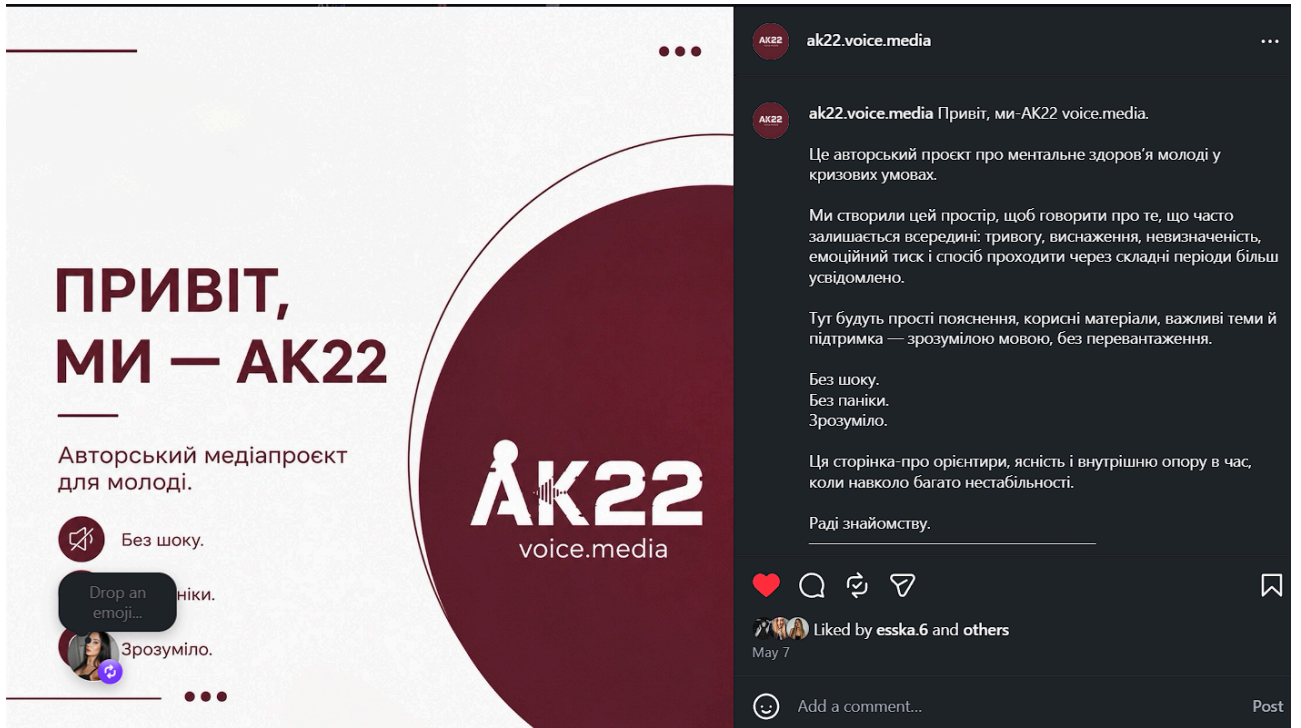 ПРИВІТ,
МИ — АК22
Авторський медіапроєкт
для молоді.
Без шоку.
ніки.
Зрозуміло.
Drop an
emoji...
АК22
voice.media
АК22
ak22.voice.media
АК22
ak22.voice.media Привіт, ми-АК22 voice.media.
Це авторський проєкт про ментальне здоров’я молоді у
кризових умовах.
Ми створили цей простір, щоб говорити про те, що часто
залишається всередині: тривогу, виснаження, невизначеність,
емоційний тиск і спосіб проходити через складні періоди більш
усвідомлено.
Тут будуть прості пояснення, корисні матеріали, важливі теми й
підтримка — зрозумілою мовою, без перевантаження.
Без шоку.
Без паніки.
Зрозуміло.
Ця сторінка-про орієнтири, ясність і внутрішню опору в час,
коли навколо багато нестабільності.
Раді знайомству.
Liked by esska.6 and others
May 7
Add a comment...
Post